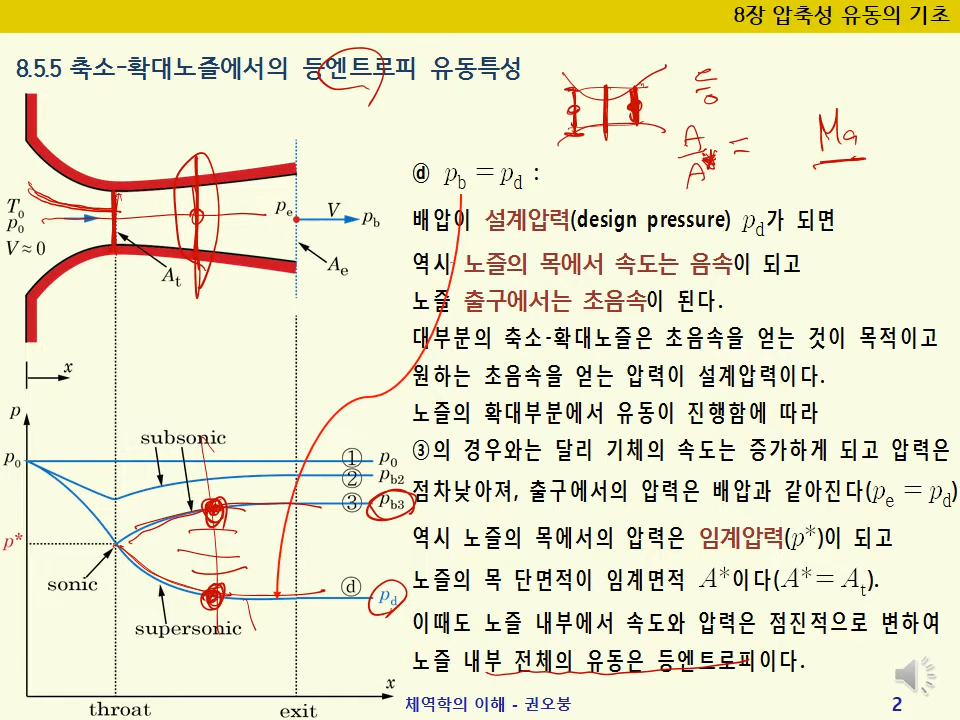 8장 압축성 유동의 기초
8.5.5 축소-확대노즐에서의 등엔트로피 유동특성
A/A* =
Ma
T₀
p₀
V≈0
pₑ
V
p_b
Aₜ
Aₑ
x
ⓓ p_b = p_d :
배압이 설계압력(design pressure) p_d가 되면
역시 노즐의 목에서 속도는 음속이 되고
노즐 출구에서는 초음속이 된다.
대부분의 축소-확대노즐은 초음속을 얻는 것이 목적이고
원하는 초음속을 얻는 압력이 설계압력이다.
노즐의 확대부분에서 유동이 진행함에 따라
③의 경우와는 달리 기체의 속도는 증가하게 되고 압력은
점차낮아져, 출구에서의 압력은 배압과 같아진다(pₑ = p_d)
역시 노즐의 목에서의 압력은 임계압력(p*)이 되고
노즐의 목 단면적이 임계면적 A*이다(A*= Aₜ).
이때도 노즐 내부에서 속도와 압력은 점진적으로 변하여
노즐 내부 전체의 유동은 등엔트로피이다.
p
subsonic
p₀
① p₀
② p_b2
③ p_b3
p*
sonic
ⓓ p_d
supersonic
x
throat
exit
체역학의 이해 - 권오붕
2